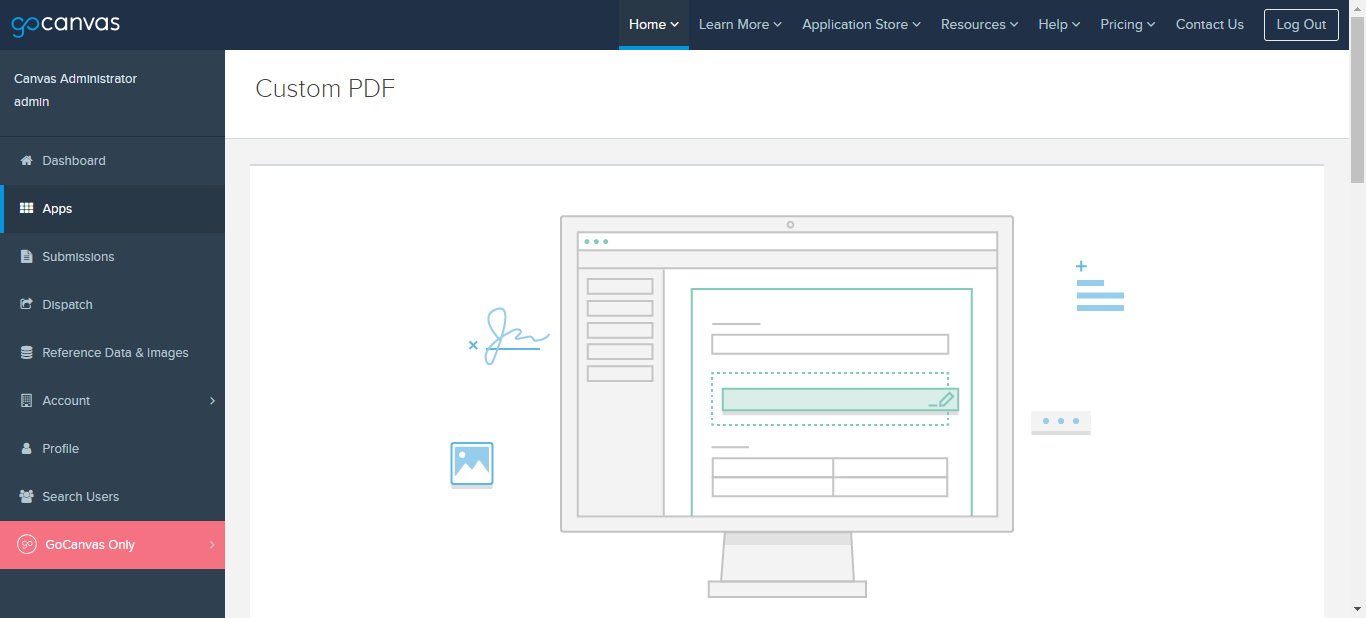 gocanvas
Home
Learn More
Application Store
Resources
Help
Pricing
Contact Us
Log Out
Canvas Administrator
admin
Dashboard
Apps
Submissions
Dispatch
Reference Data & Images
Account
Profile
Search Users
go GoCanvas Only
Custom PDF